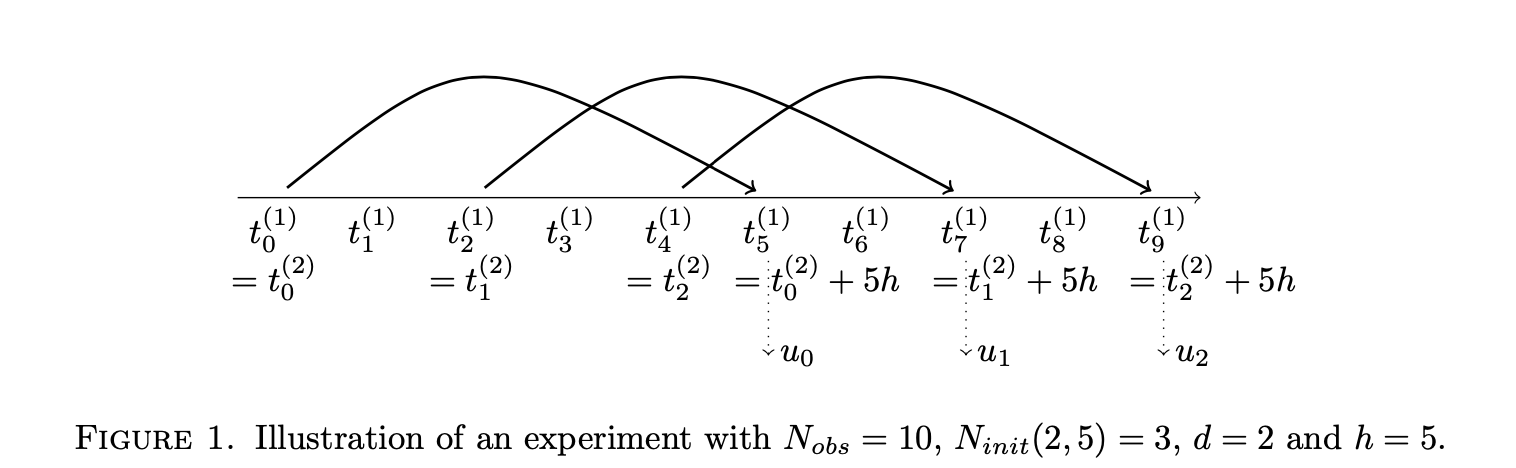 t_0^{(1)} t_1^{(1)} t_2^{(1)} t_3^{(1)} t_4^{(1)} t_5^{(1)} t_6^{(1)} t_7^{(1)} t_8^{(1)} t_9^{(1)}
= t_0^{(2)} = t_1^{(2)} = t_2^{(2)} = t_0^{(2)} + 5h = t_1^{(2)} + 5h = t_2^{(2)} + 5h
u_0 u_1 u_2
FIGURE 1. Illustration of an experiment with N_{obs} = 10, N_{init}(2, 5) = 3, d = 2 and h = 5.